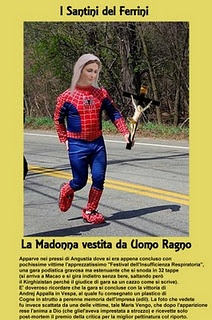 I Santini del Ferrini
La Madonna vestita da Uomo Ragno
Apparve nei pressi di Angustia dove si era appena concluso con
pochissime vittime l'apprezzatissimo "Festival dell'Insufficienza Respiratoria",
una gara podistica gravosa ma estenuante che si snoda in 32 tappe
(si arriva a Macao e si gira indietro senza bere, saltando però
il Kirghizistan perché il giudice di gara sa un cazzo come si scrive).
E' doveroso ricordare che la gara si concluse con la vittoria di
Andrej Appalla in Vespa, al quale fu consegnato un plastico di
Cogne in strutto a perenne memoria dell'impresa (edili). La foto che vedete
fu invece scattata da una delle vittime, tale Maris Vengo, che dopo l'apparizione
rese l'anima a Dio (che gliel'aveva imprestata a strozzo) e ricevette solo
post-mortem il premio della critica per la miglior pettinatura col riporto.